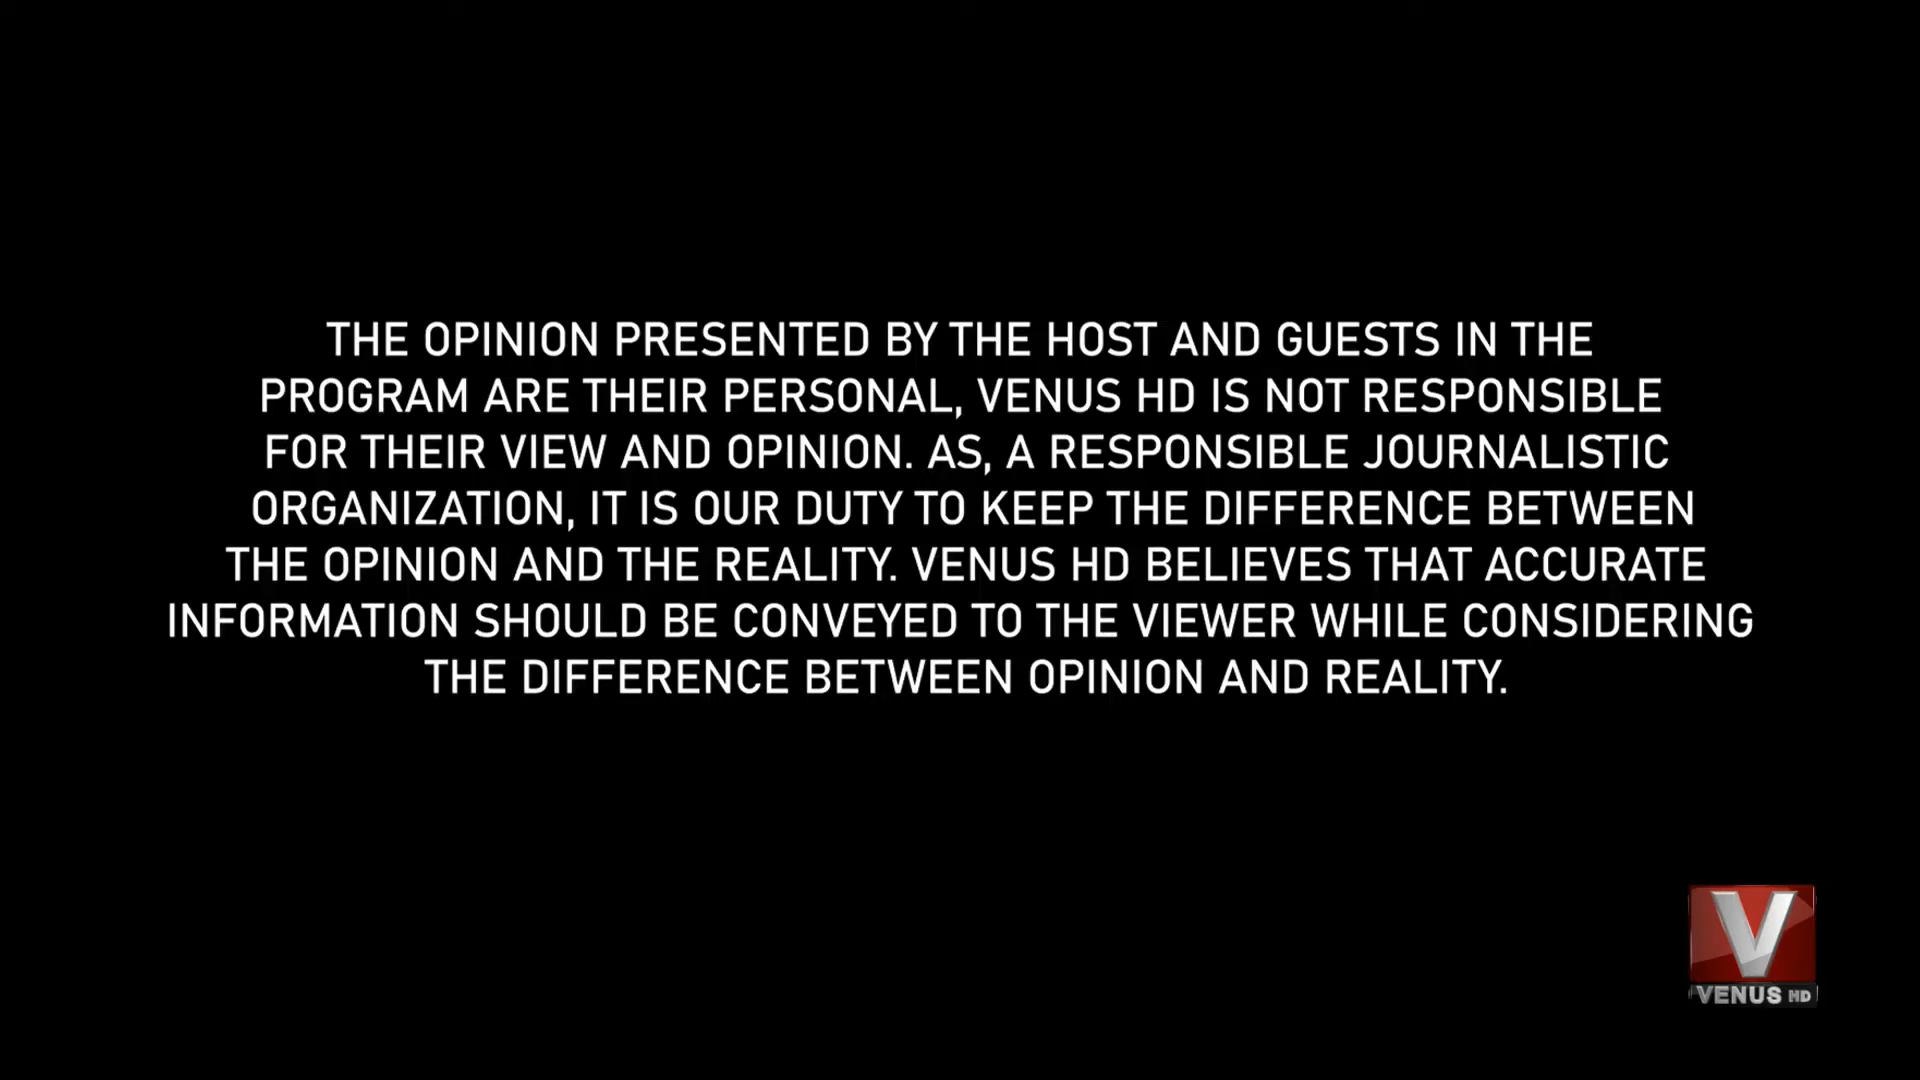 THE OPINION PRESENTED BY THE HOST AND GUESTS IN THE
PROGRAM ARE THEIR PERSONAL, VENUS HD IS NOT RESPONSIBLE
FOR THEIR VIEW AND OPINION. AS, A RESPONSIBLE JOURNALISTIC
ORGANIZATION, IT IS OUR DUTY TO KEEP THE DIFFERENCE BETWEEN
THE OPINION AND THE REALITY. VENUS HD BELIEVES THAT ACCURATE
INFORMATION SHOULD BE CONVEYED TO THE VIEWER WHILE CONSIDERING
THE DIFFERENCE BETWEEN OPINION AND REALITY.
V
VENUS HD